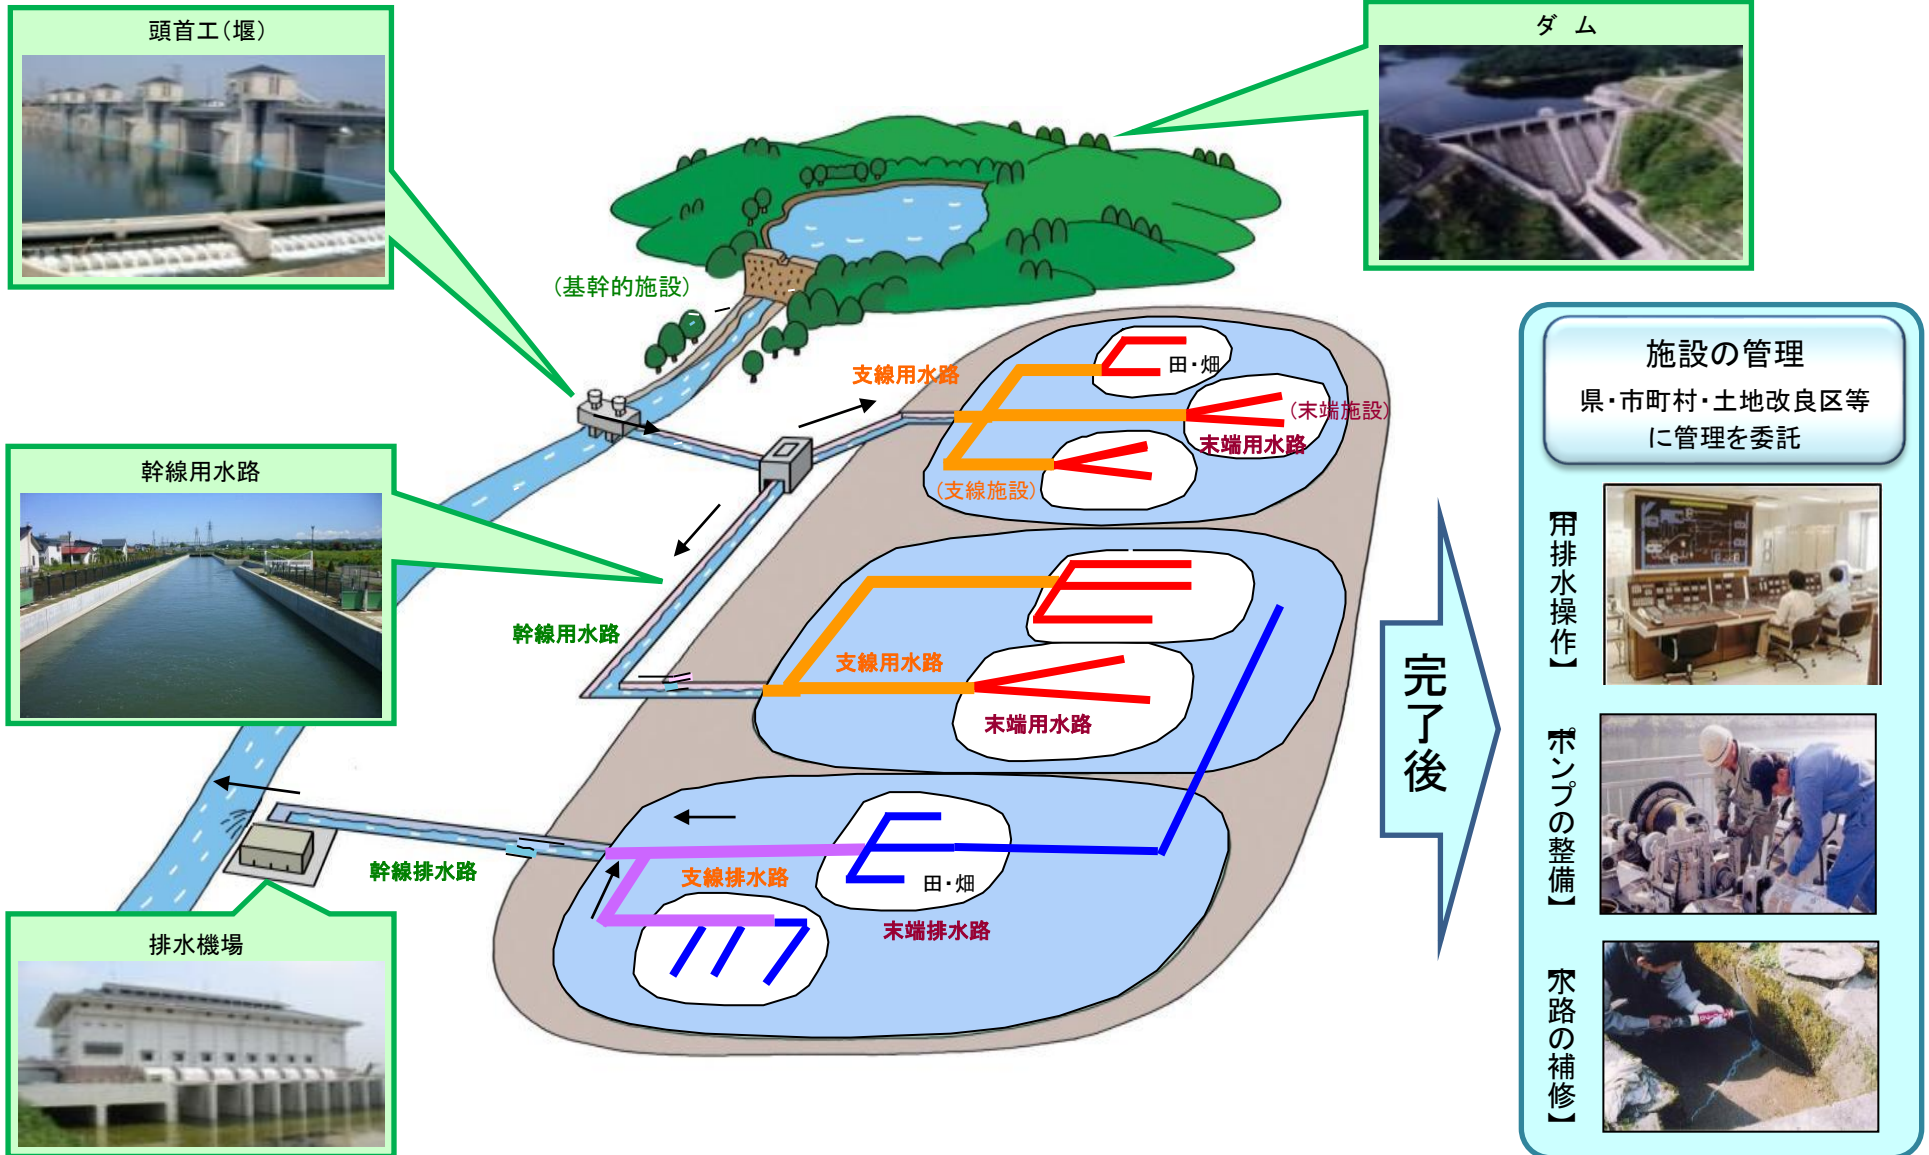 頭首工(堰)
ダ ム
(基幹的施設)
支線用水路
田・畑
(末端施設)
末端用水路
(支線施設)
幹線用水路
幹線用水路
支線用水路
末端用水路
幹線排水路
支線排水路
田・畑
末端排水路
排水機場
完了後
施設の管理
県・市町村・土地改良区等
に管理を委託
【用排水操作】
【ポンプの整備】
【水路の補修】